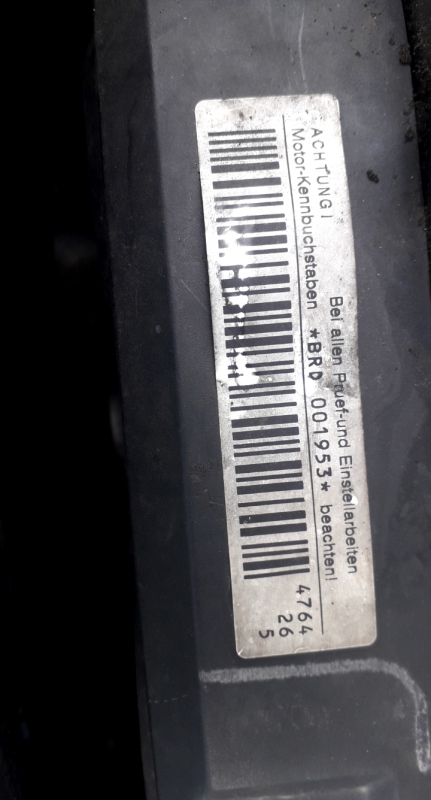 ACHTUNG! Bei allen Pruef-und Einstellarbeiten
Motor-Kennbuchstaben *BRD 001953* beachten!
4764
26
5